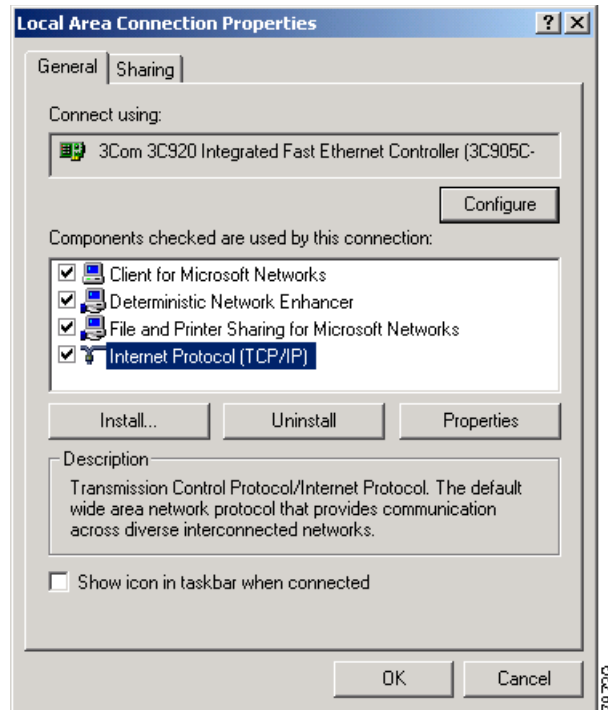 Local Area Connection Properties
General
Sharing
Connect using:
3Com 3C920 Integrated Fast Ethernet Controller (3C905C-
Configure
Components checked are used by this connection:
Client for Microsoft Networks
Deterministic Network Enhancer
File and Printer Sharing for Microsoft Networks
Internet Protocol (TCP/IP)
Install...
Uninstall
Properties
Description
Transmission Control Protocol/Internet Protocol. The default
wide area network protocol that provides communication
across diverse interconnected networks.
Show icon in taskbar when connected
OK
Cancel